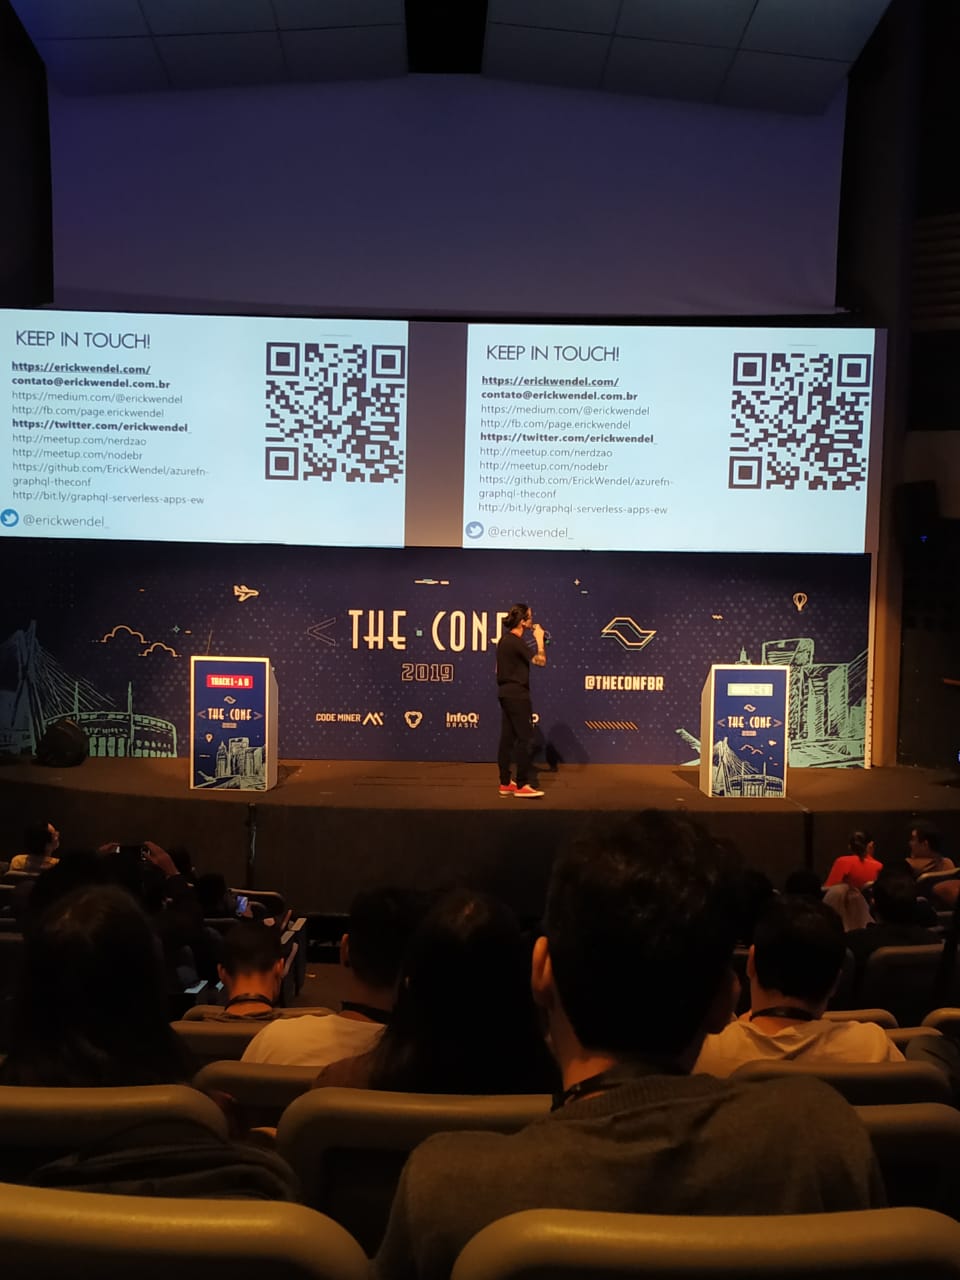 KEEP IN TOUCH!
https://erickwendel.com/
contato@erickwendel.com.br
https://medium.com/@erickwendel
http://fb.com/page.erickwendel
https://twitter.com/erickwendel_
http://meetup.com/nerdzao
http://meetup.com/nodebr
https://github.com/ErickWendel/azurefn-
graphql-theconf
http://bit.ly/graphql-serverless-apps-ew
@erickwendel_
KEEP IN TOUCH!
https://erickwendel.com/
contato@erickwendel.com.br
https://medium.com/@erickwendel
http://fb.com/page.erickwendel
https://twitter.com/erickwendel_
http://meetup.com/nerdzao
http://meetup.com/nodebr
https://github.com/ErickWendel/azurefn-
graphql-theconf
http://bit.ly/graphql-serverless-apps-ew
@erickwendel_
< THE · CONF
2019
@THECONFBR
CODE MINER
InfoQ
BRASIL
TRACK 1 - A
< THE · CONF >
< THE · CONF >